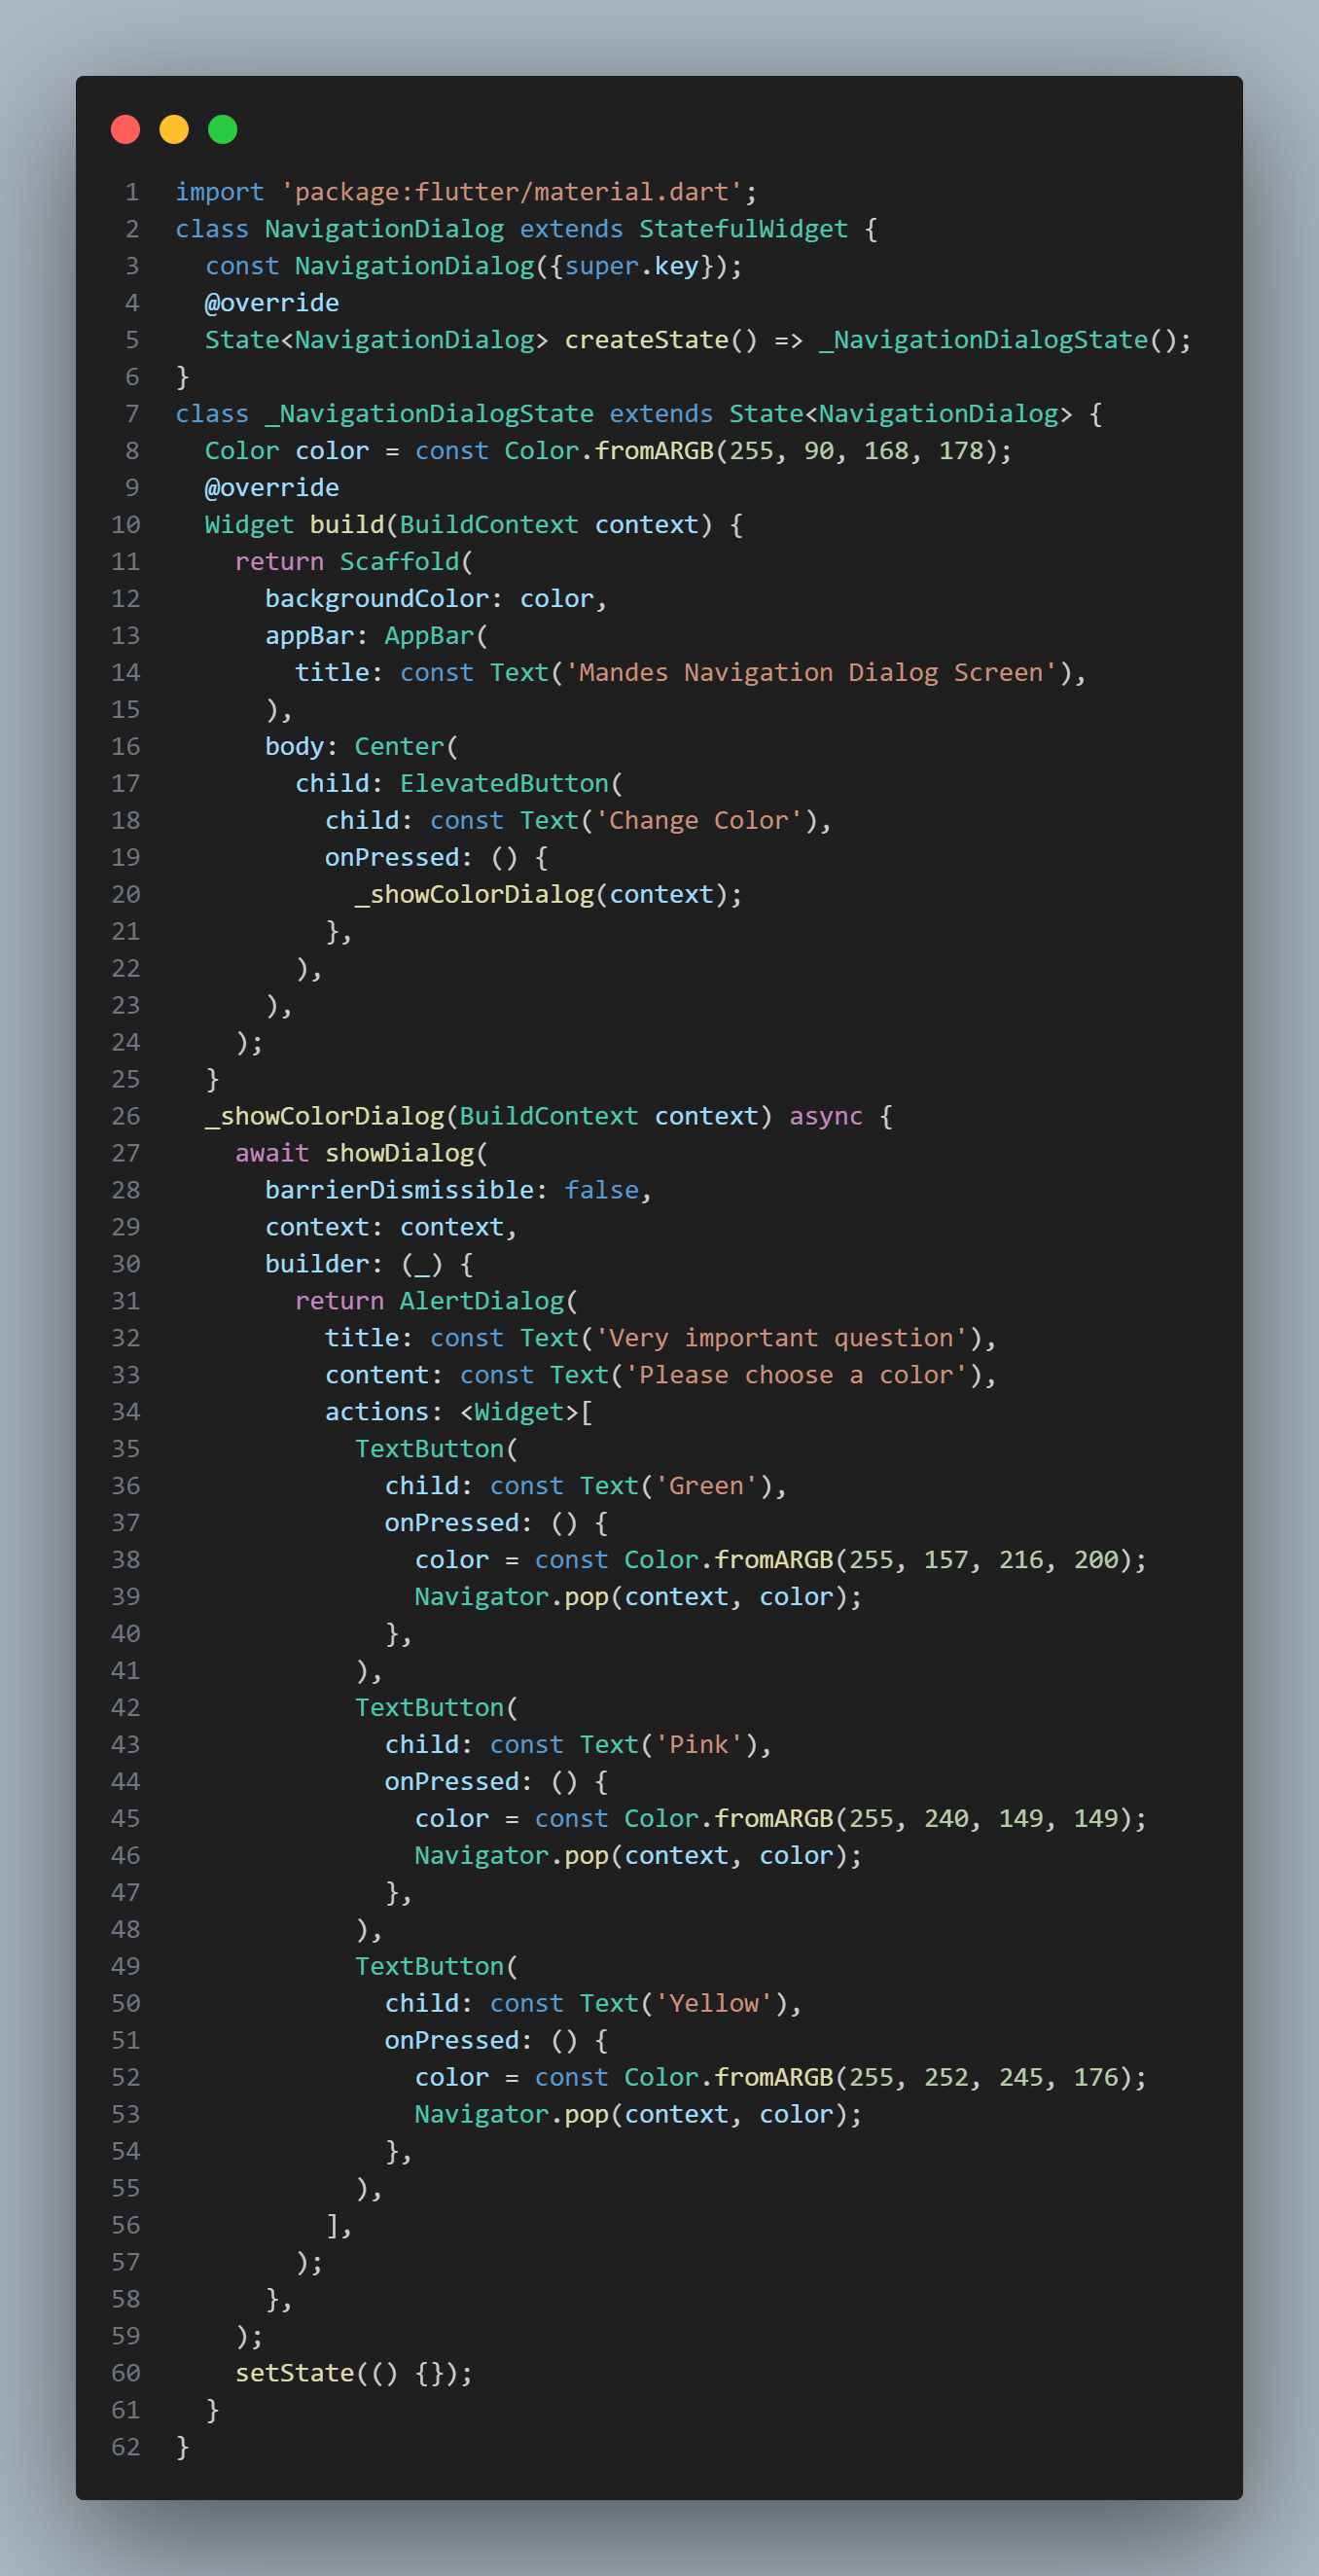 1 import 'package:flutter/material.dart';
2 class NavigationDialog extends StatefulWidget {
3   const NavigationDialog({super.key});
4   @override
5   State<NavigationDialog> createState() => _NavigationDialogState();
6 }
7 class _NavigationDialogState extends State<NavigationDialog> {
8   Color color = const Color.fromARGB(255, 90, 168, 178);
9   @override
10   Widget build(BuildContext context) {
11     return Scaffold(
12       backgroundColor: color,
13       appBar: AppBar(
14         title: const Text('Mandes Navigation Dialog Screen'),
15       ),
16       body: Center(
17         child: ElevatedButton(
18           child: const Text('Change Color'),
19           onPressed: () {
20             _showColorDialog(context);
21           },
22         ),
23       ),
24     );
25   }
26   _showColorDialog(BuildContext context) async {
27     await showDialog(
28       barrierDismissible: false,
29       context: context,
30       builder: (_) {
31         return AlertDialog(
32           title: const Text('Very important question'),
33           content: const Text('Please choose a color'),
34           actions: <Widget>[
35             TextButton(
36               child: const Text('Green'),
37               onPressed: () {
38                 color = const Color.fromARGB(255, 157, 216, 200);
39                 Navigator.pop(context, color);
40               },
41             ),
42             TextButton(
43               child: const Text('Pink'),
44               onPressed: () {
45                 color = const Color.fromARGB(255, 240, 149, 149);
46                 Navigator.pop(context, color);
47               },
48             ),
49             TextButton(
50               child: const Text('Yellow'),
51               onPressed: () {
52                 color = const Color.fromARGB(255, 252, 245, 176);
53                 Navigator.pop(context, color);
54               },
55             ),
56           ],
57         );
58       },
59     );
60     setState(() {});
61   }
62 }